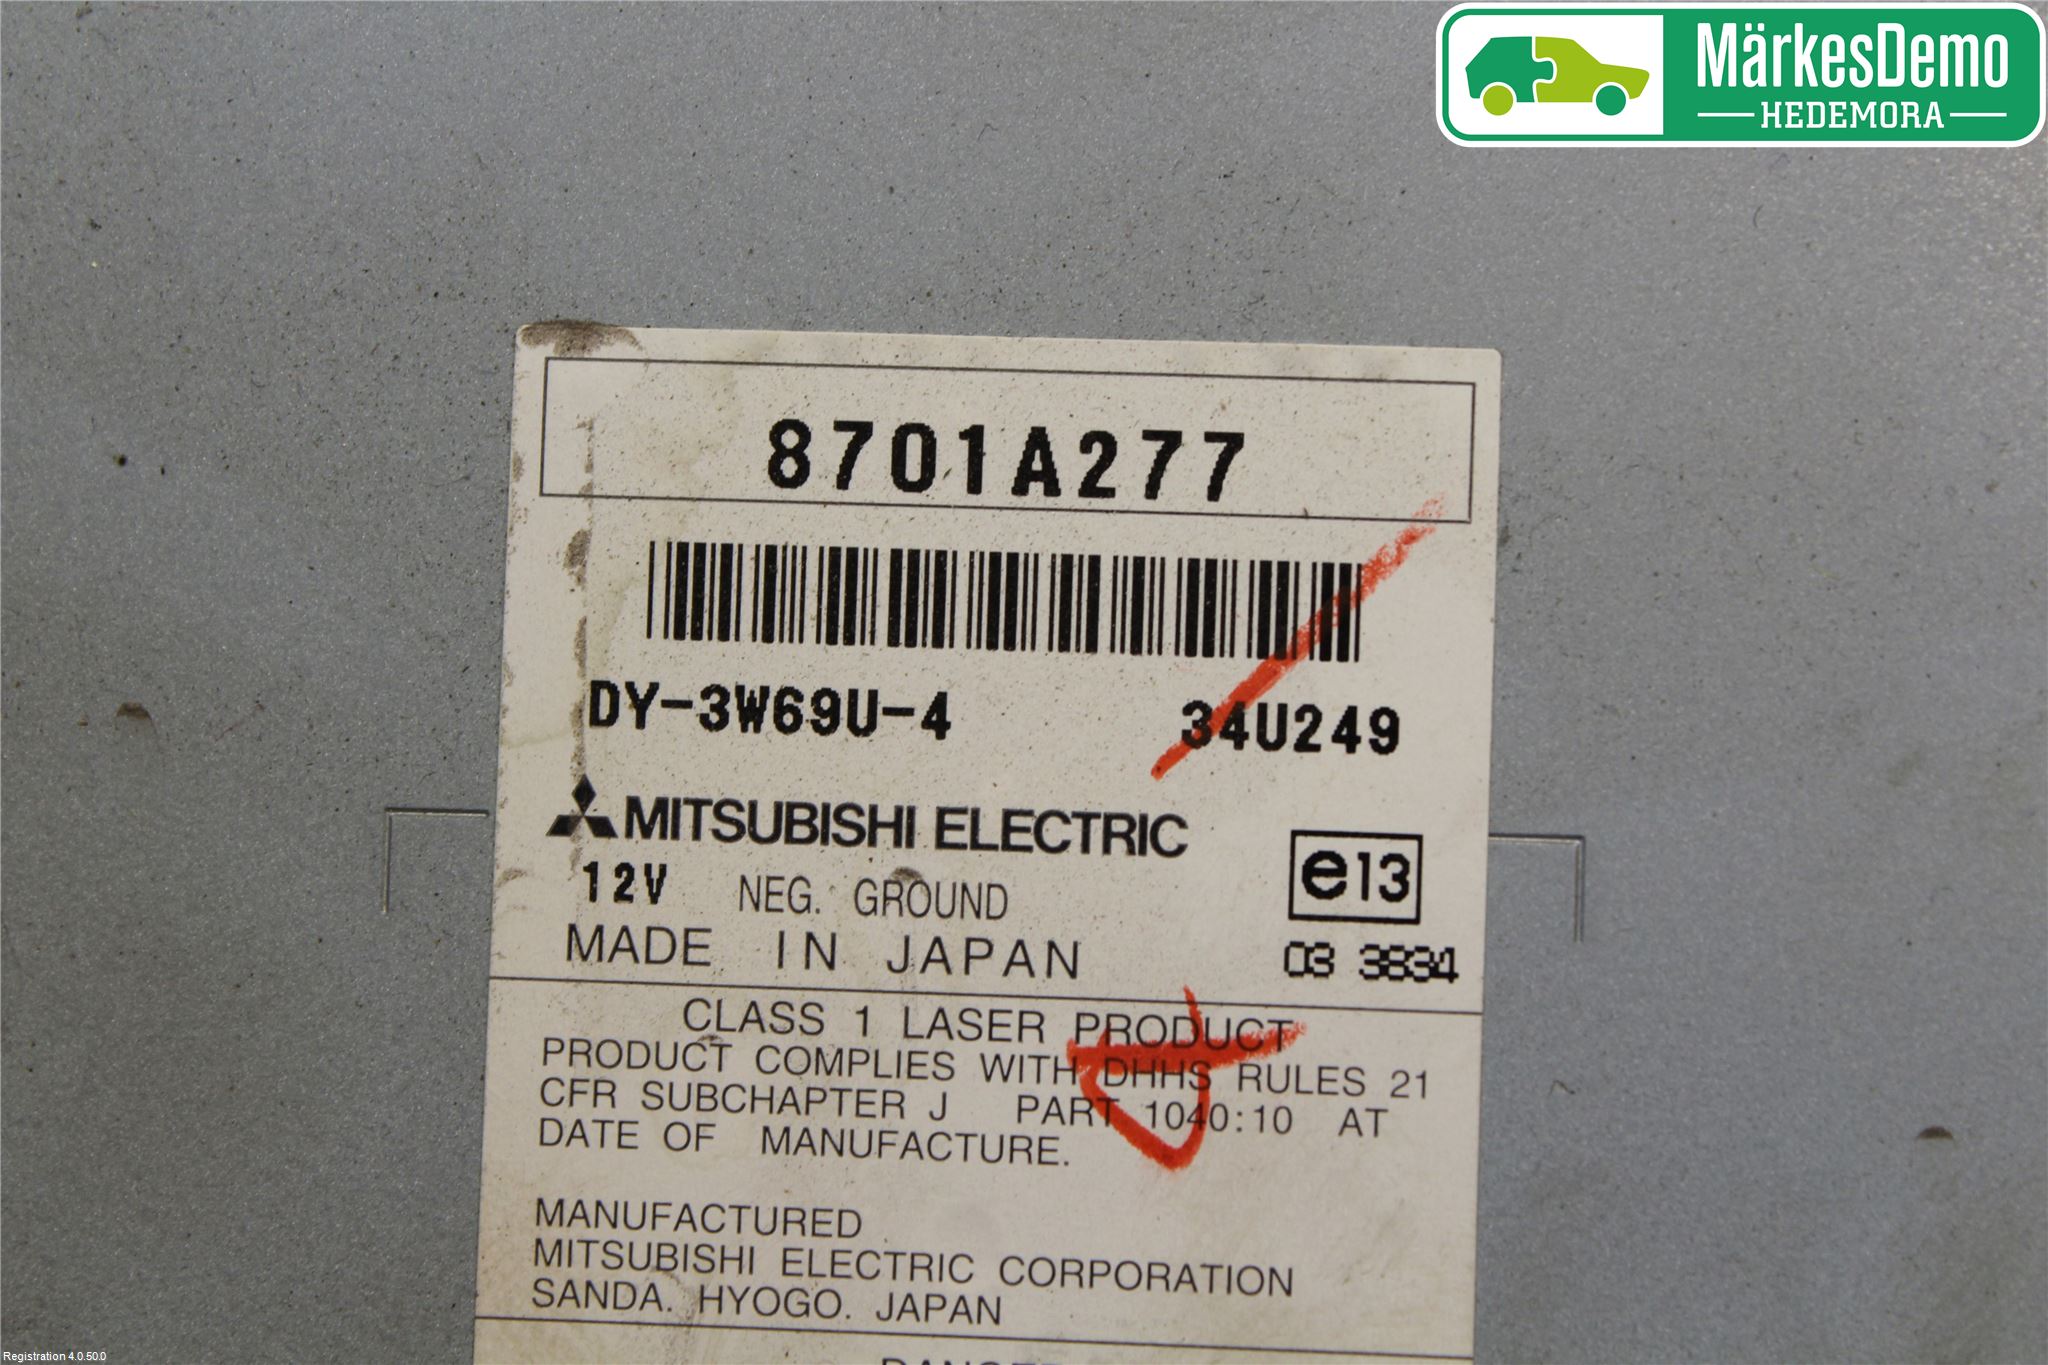 MärkesDemo
HEDEMORA
8701A277
DY-3W69U-4 34U249
MITSUBISHI ELECTRIC
12V NEG. GROUND
e13
MADE IN JAPAN
03 3834
CLASS 1 LASER PRODUCT
PRODUCT COMPLIES WITH DHHS RULES 21
CFR SUBCHAPTER J PART 1040:10 AT
DATE OF MANUFACTURE.
MANUFACTURED
MITSUBISHI ELECTRIC CORPORATION
SANDA. HYOGO. JAPAN
Registration 4.0.50.0